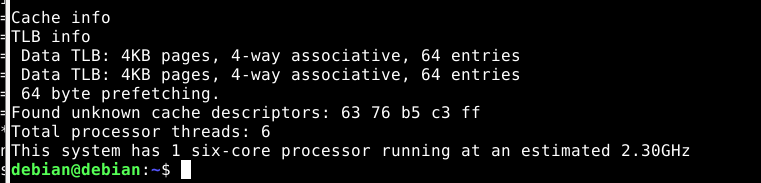 Cache info
TLB info
Data TLB: 4KB pages, 4-way associative, 64 entries
Data TLB: 4KB pages, 4-way associative, 64 entries
64 byte prefetching.
Found unknown cache descriptors: 63 76 b5 c3 ff
Total processor threads: 6
This system has 1 six-core processor running at an estimated 2.30GHz
debian@debian:~$